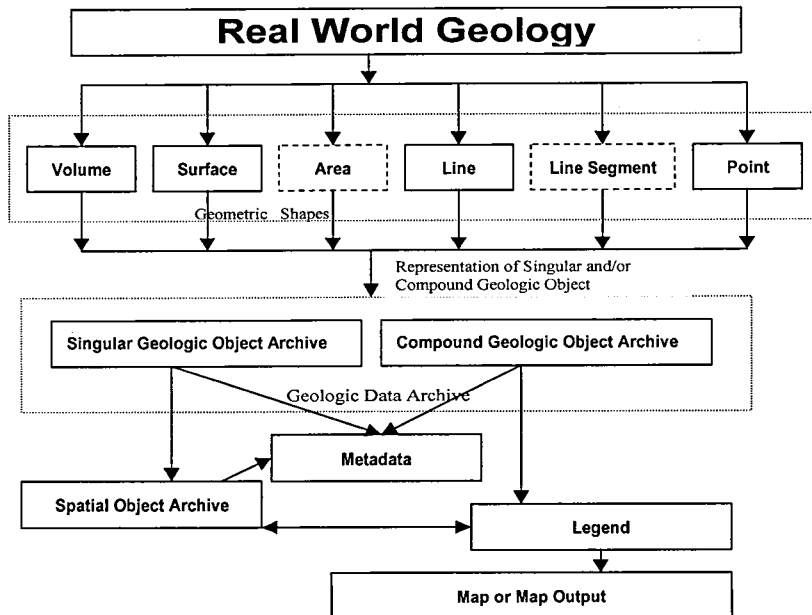 Real World Geology
Volume
Surface
Area
Line
Line Segment
Point
Geometric Shapes
Representation of Singular and/or
Compound Geologic Object
Singular Geologic Object Archive
Compound Geologic Object Archive
Geologic Data Archive
Metadata
Spatial Object Archive
Legend
Map or Map Output